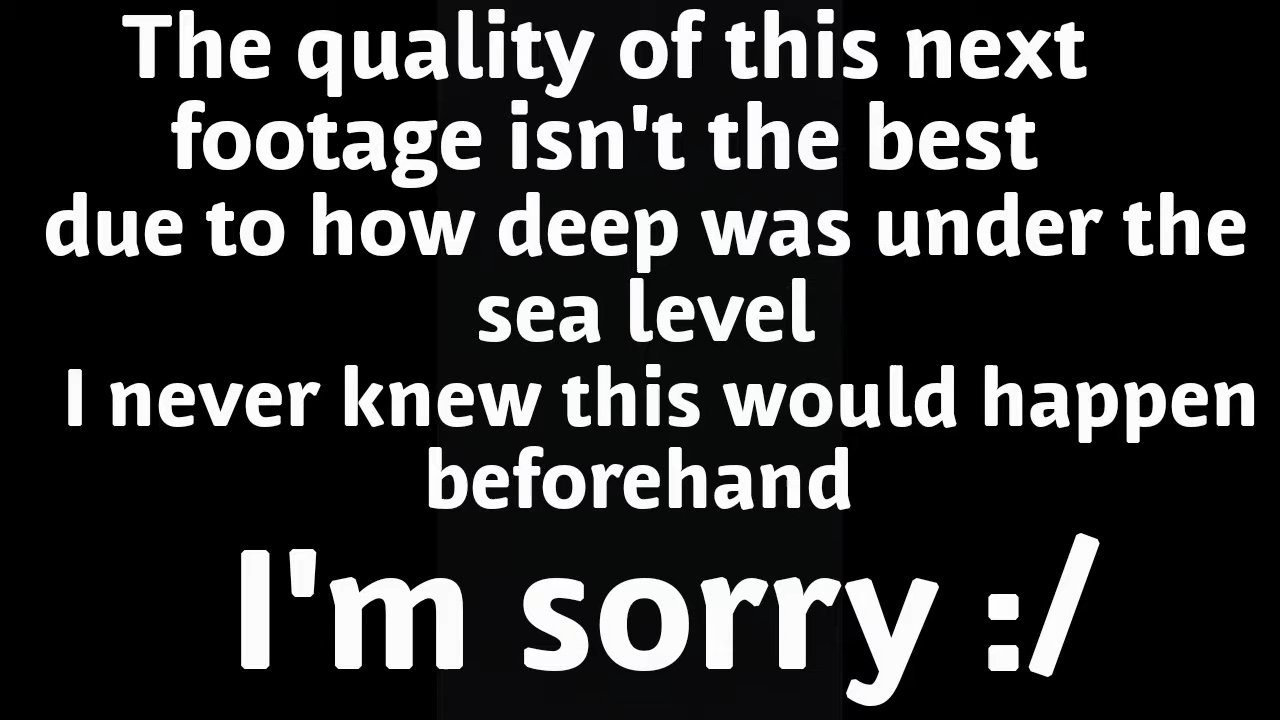 The quality of this next
footage isn't the best
due to how deep was under the
sea level
I never knew this would happen
beforehand
I'm sorry :/